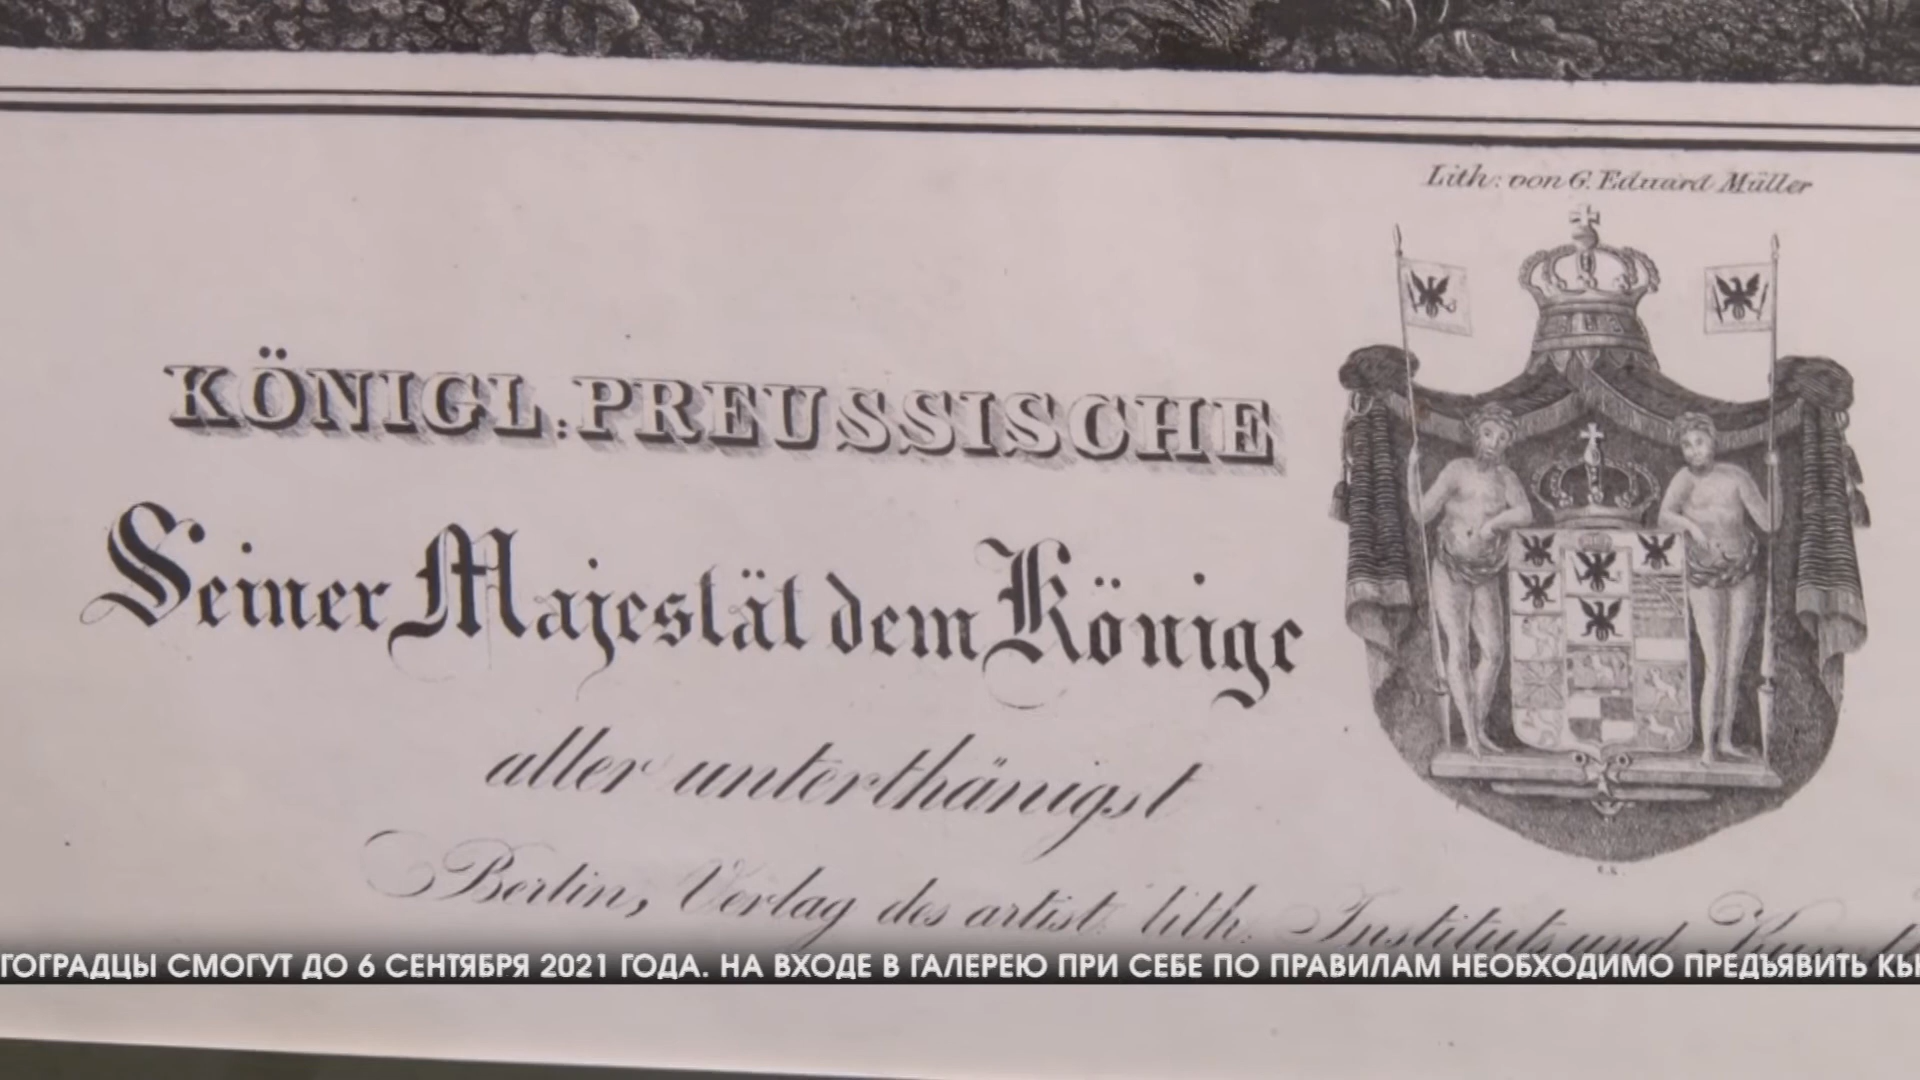 Lith: von G. Eduard Müller
KÖNIGL: PREUSSISCHE
Seiner Majestät dem Könige
aller unterthänigst
Berlin, Verlag des artist. lith. Instituts und
ГОГРАДЦЫ СМОГУТ ДО 6 СЕНТЯБРЯ 2021 ГОДА. НА ВХОДЕ В ГАЛЕРЕЮ ПРИ СЕБЕ ПО ПРАВИЛАМ НЕОБХОДИМО ПРЕДЪЯВИТЬ